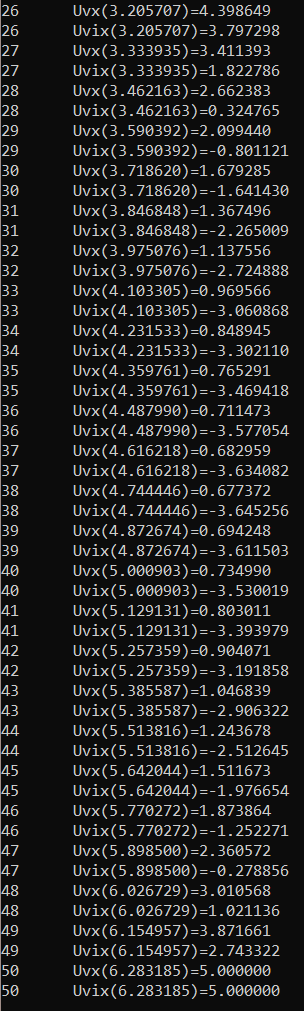 26 Uvx(3.205707)=4.398649
26 Uvix(3.205707)=3.797298
27 Uvx(3.333935)=3.411393
27 Uvix(3.333935)=1.822786
28 Uvx(3.462163)=2.662383
28 Uvix(3.462163)=0.324765
29 Uvx(3.590392)=2.099440
29 Uvix(3.590392)=-0.801121
30 Uvx(3.718620)=1.679285
30 Uvix(3.718620)=-1.641430
31 Uvx(3.846848)=1.367496
31 Uvix(3.846848)=-2.265009
32 Uvx(3.975076)=1.137556
32 Uvix(3.975076)=-2.724888
33 Uvx(4.103305)=0.969566
33 Uvix(4.103305)=-3.060868
34 Uvx(4.231533)=0.848945
34 Uvix(4.231533)=-3.302110
35 Uvx(4.359761)=0.765291
35 Uvix(4.359761)=-3.469418
36 Uvx(4.487990)=0.711473
36 Uvix(4.487990)=-3.577054
37 Uvx(4.616218)=0.682959
37 Uvix(4.616218)=-3.634082
38 Uvx(4.744446)=0.677372
38 Uvix(4.744446)=-3.645256
39 Uvx(4.872674)=0.694248
39 Uvix(4.872674)=-3.611503
40 Uvx(5.000903)=0.734990
40 Uvix(5.000903)=-3.530019
41 Uvx(5.129131)=0.803011
41 Uvix(5.129131)=-3.393979
42 Uvx(5.257359)=0.904071
42 Uvix(5.257359)=-3.191858
43 Uvx(5.385587)=1.046839
43 Uvix(5.385587)=-2.906322
44 Uvx(5.513816)=1.243678
44 Uvix(5.513816)=-2.512645
45 Uvx(5.642044)=1.511673
45 Uvix(5.642044)=-1.976654
46 Uvx(5.770272)=1.873864
46 Uvix(5.770272)=-1.252271
47 Uvx(5.898500)=2.360572
47 Uvix(5.898500)=-0.278856
48 Uvx(6.026729)=3.010568
48 Uvix(6.026729)=1.021136
49 Uvx(6.154957)=3.871661
49 Uvix(6.154957)=2.743322
50 Uvx(6.283185)=5.000000
50 Uvix(6.283185)=5.000000